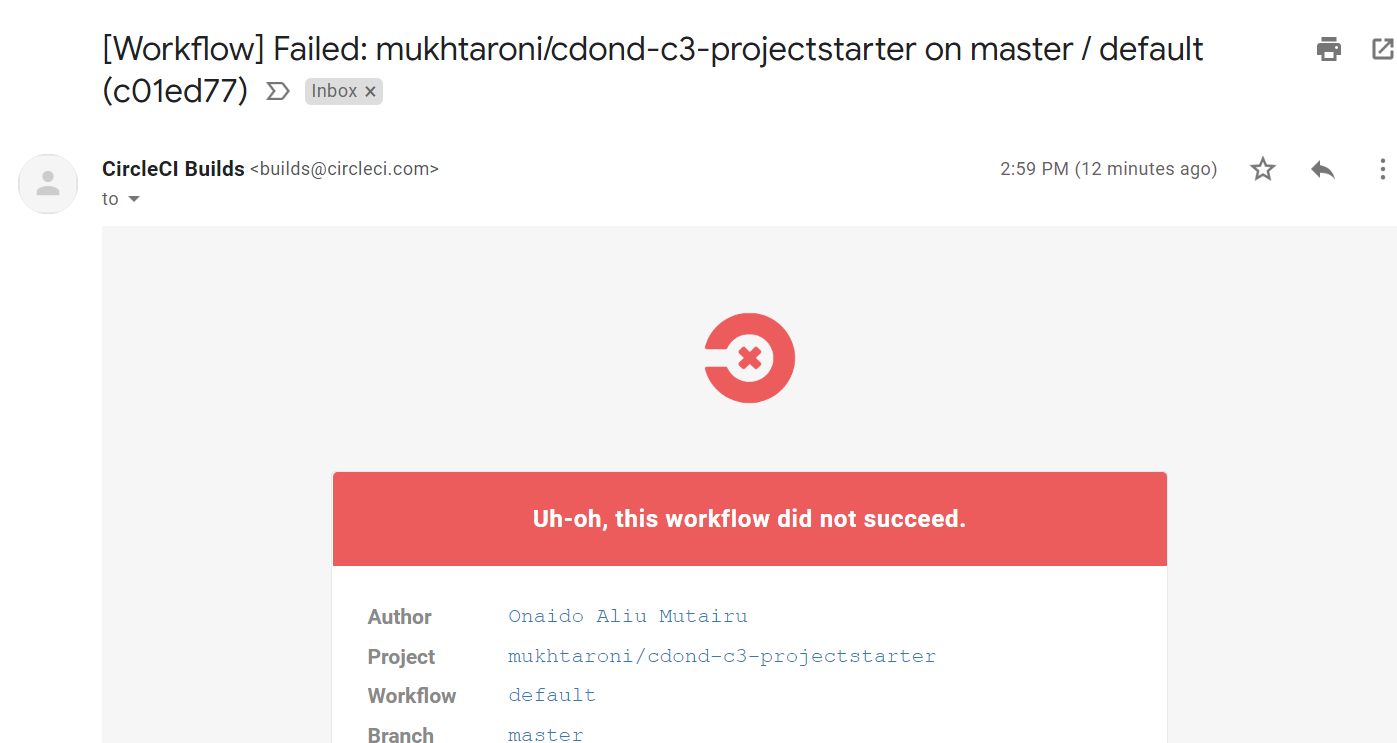 [Workflow] Failed: mukhtaroni/cdond-c3-projectstarter on master / default
(c01ed77) Inbox ×
CircleCI Builds <builds@circleci.com> 2:59 PM (12 minutes ago)
to
Uh-oh, this workflow did not succeed.
Author Onaido Aliu Mutairu
Project mukhtaroni/cdond-c3-projectstarter
Workflow default
Branch master